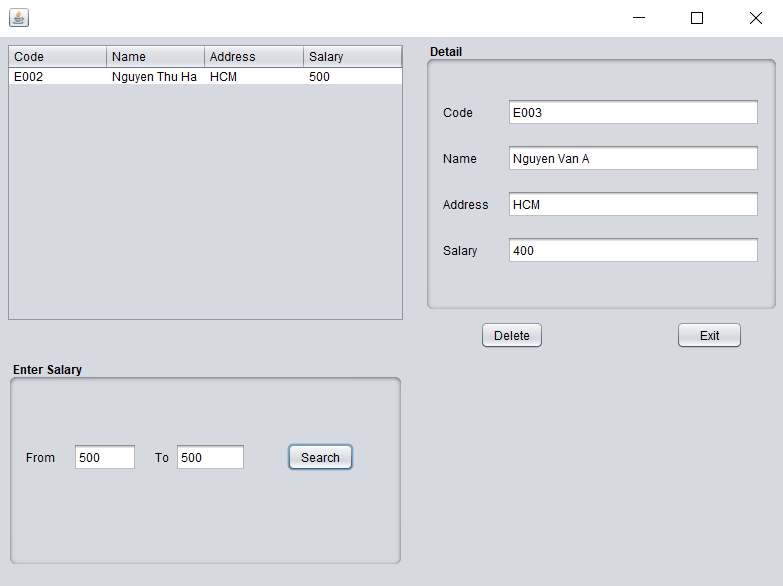 Code Name Address Salary
E002 Nguyen Thu Ha HCM 500
Detail
Code E003
Name Nguyen Van A
Address HCM
Salary 400
Delete Exit
Enter Salary
From 500 To 500 Search